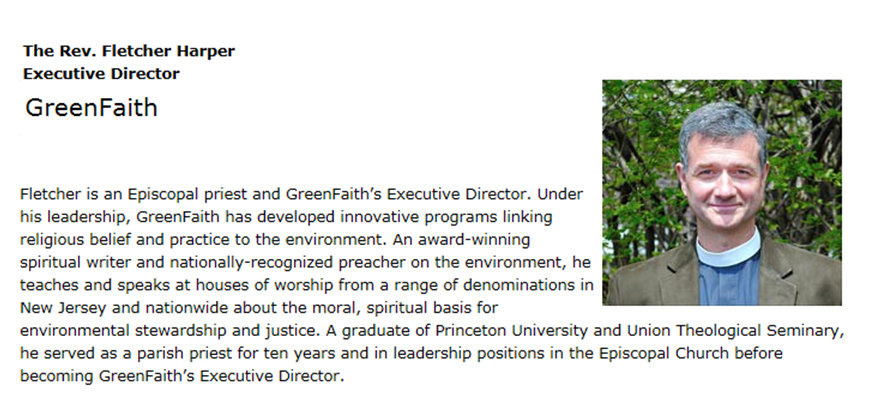 The Rev. Fletcher Harper
Executive Director
GreenFaith
Fletcher is an Episcopal priest and GreenFaith’s Executive Director. Under
his leadership, GreenFaith has developed innovative programs linking
religious belief and practice to the environment. An award-winning
spiritual writer and nationally-recognized preacher on the environment, he
teaches and speaks at houses of worship from a range of denominations in
New Jersey and nationwide about the moral, spiritual basis for
environmental stewardship and justice. A graduate of Princeton University and Union Theological Seminary,
he served as a parish priest for ten years and in leadership positions in the Episcopal Church before
becoming GreenFaith’s Executive Director.